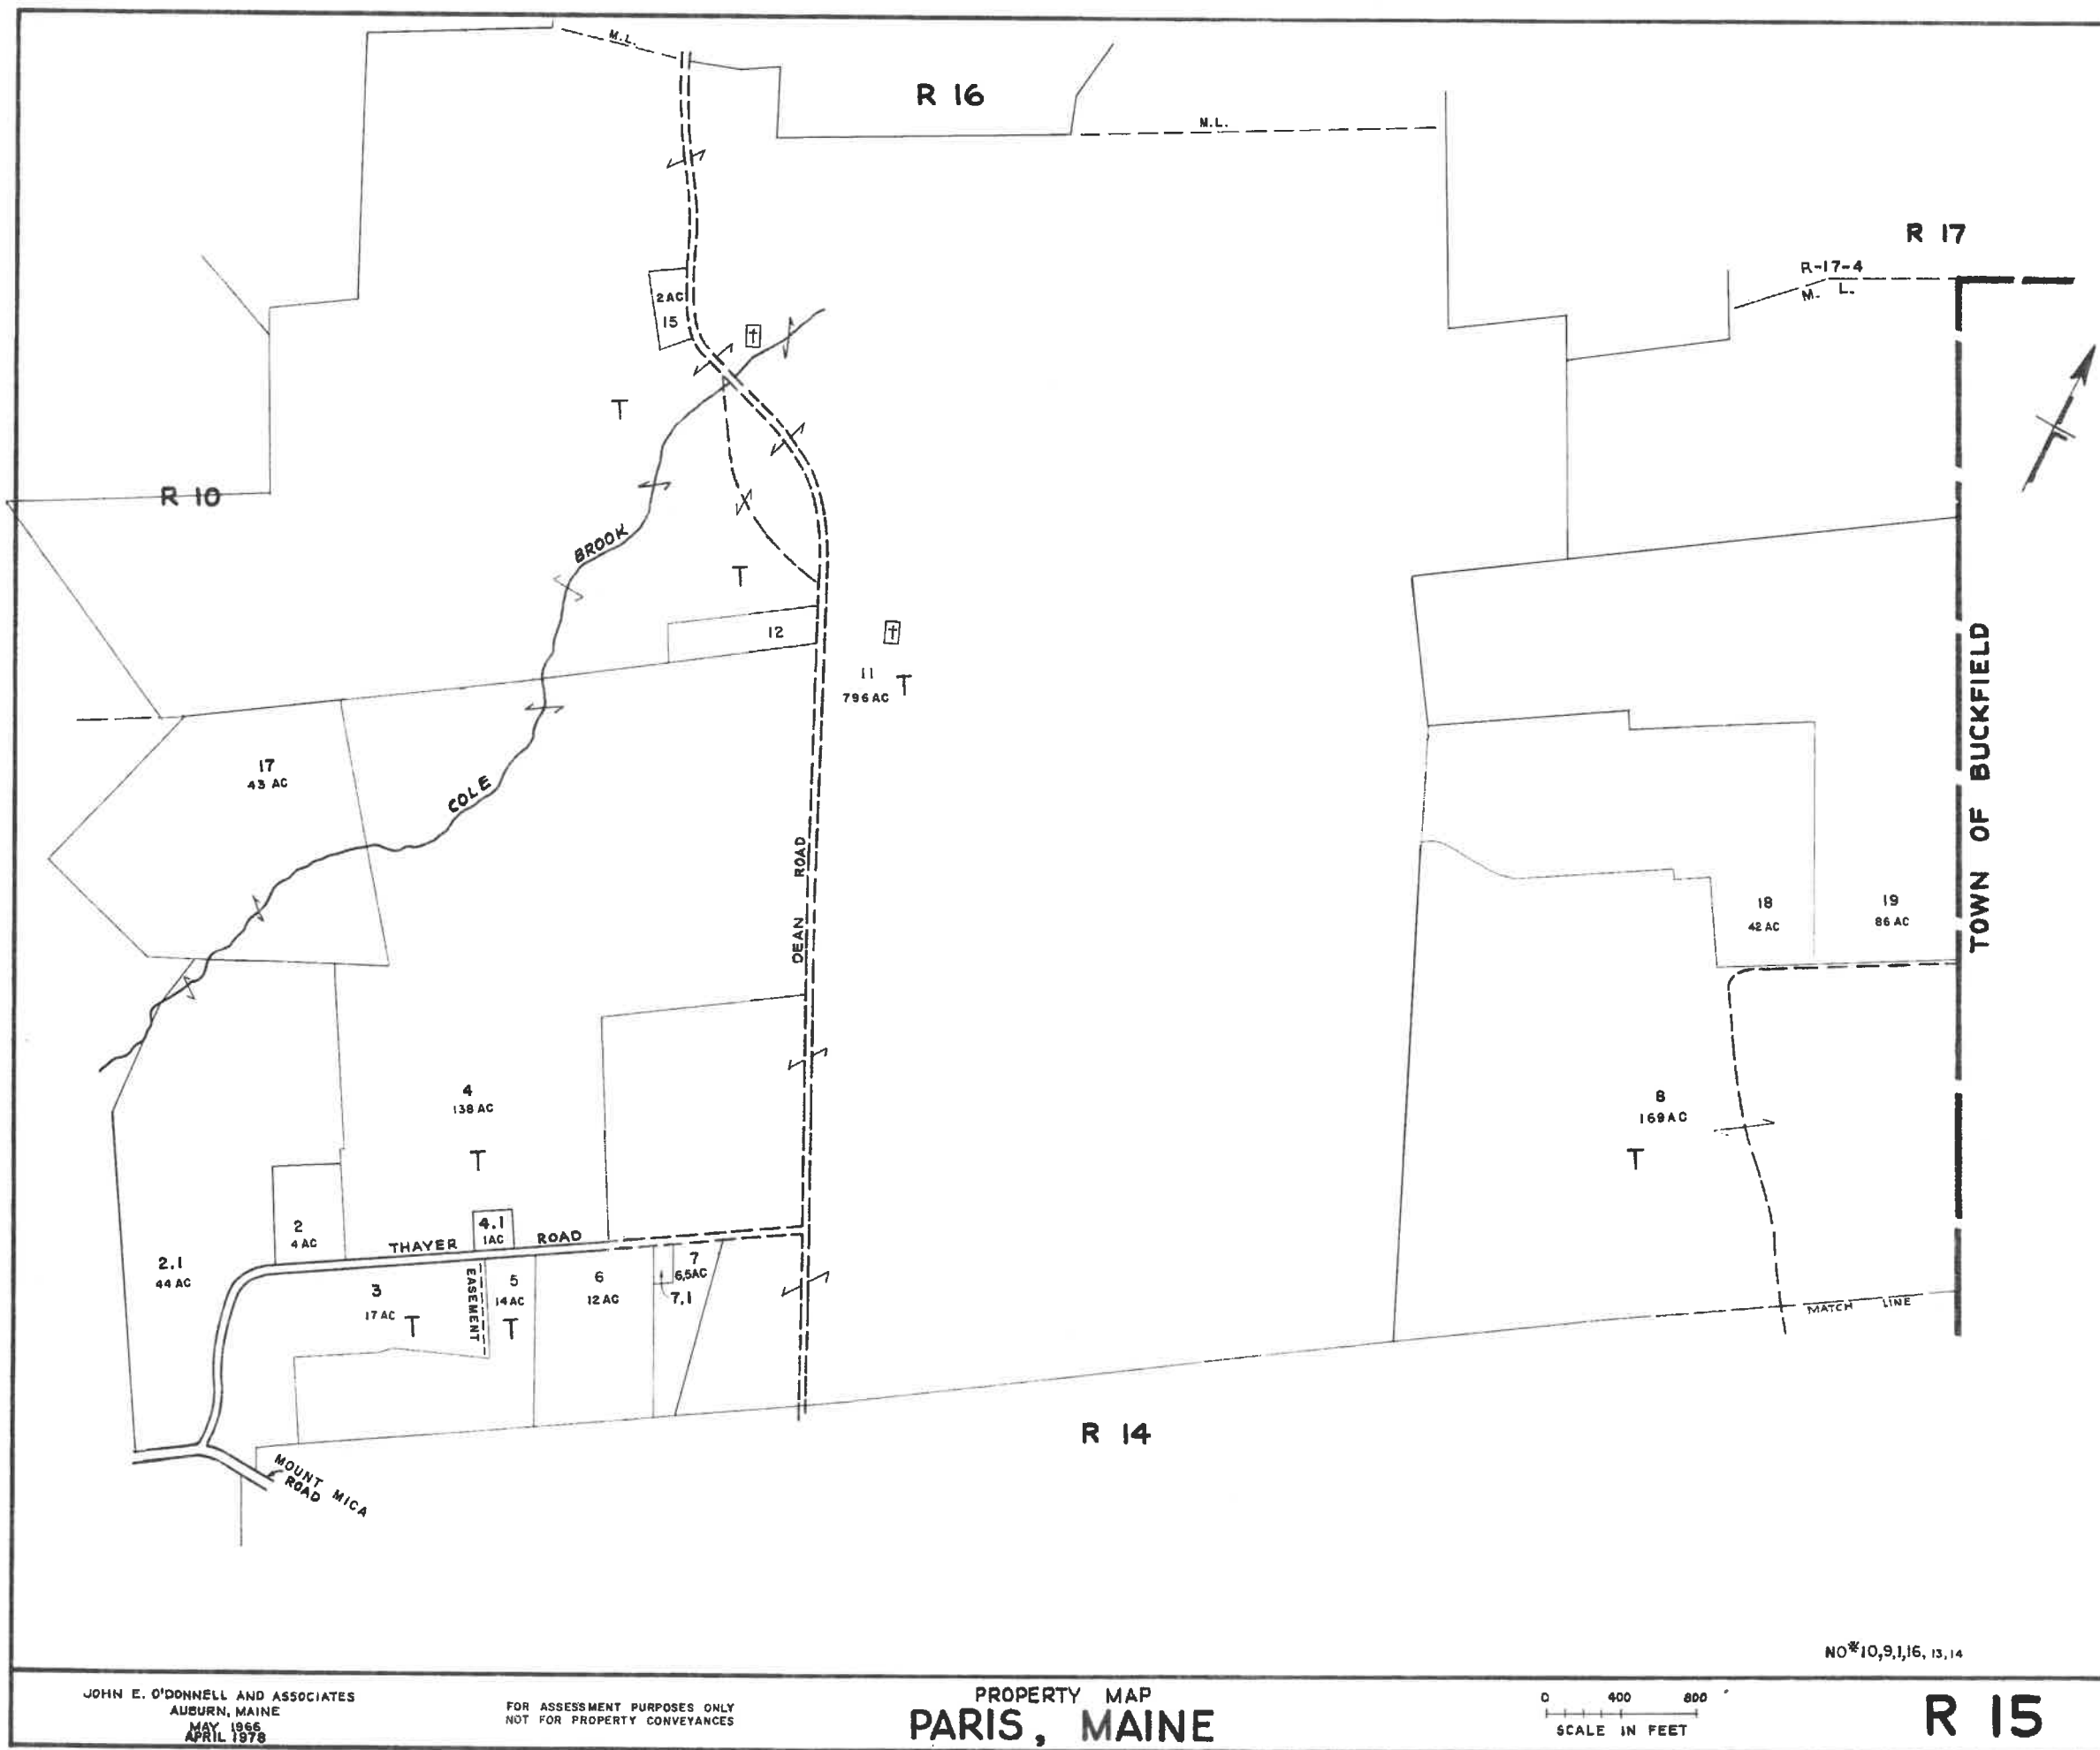 M.L.
R 16
M.L.
R 17
R-17-4
M. L.
2AC
15
T
R 10
BROOK
T
12
11
796 AC T
TOWN OF BUCKFIELD
17
43 AC
COLE
DEAN ROAD
18
42 AC
19
86 AC
4
138 AC
T
8
169 AC
T
2
4 AC
4.1
1AC
THAYER ROAD
2.1
44 AC
3
17 AC
T
EASEMENT
5
14 AC
T
6
12 AC
7
6.5AC
7.1
MATCH LINE
R 14
MOUNT MICA
ROAD
NO#10,9,1,16, 13,14
JOHN E. O'DONNELL AND ASSOCIATES
AUBURN, MAINE
MAY 1966
APRIL 1978
FOR ASSESSMENT PURPOSES ONLY
NOT FOR PROPERTY CONVEYANCES
PROPERTY MAP
PARIS, MAINE
0 400 800
SCALE IN FEET
R 15